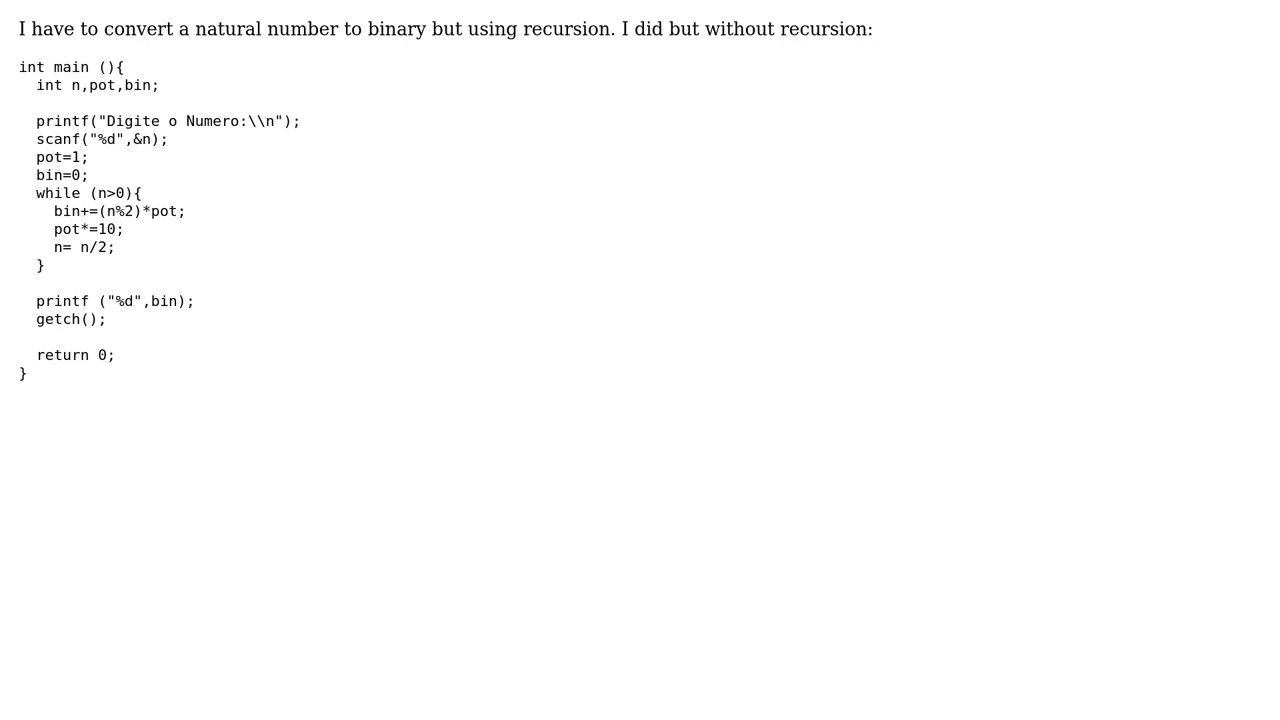 I have to convert a natural number to binary but using recursion. I did but without recursion:
int main (){
  int n,pot,bin;

  printf("Digite o Numero:\\n");
  scanf("%d",&n);
  pot=1;
  bin=0;
  while (n>0){
    bin+=(n%2)*pot;
    pot*=10;
    n= n/2;
  }

  printf ("%d",bin);
  getch();

  return 0;
}